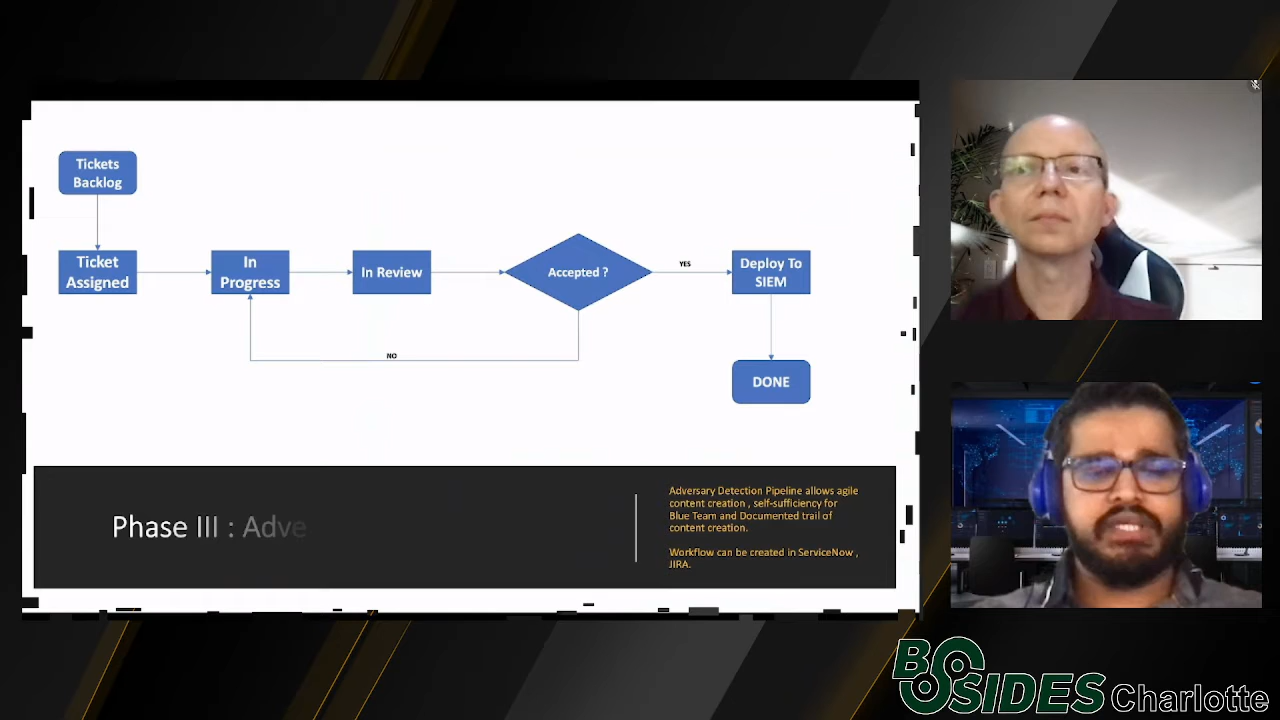 Tickets
Backlog
Ticket
Assigned
In
Progress
In Review
Accepted ?
YES
Deploy To
SIEM
NO
DONE
Phase III : Adve
Adversary Detection Pipeline allows agile
content creation , self-sufficiency for
Blue Team and Documented trail of
content creation.
Workflow can be created in ServiceNow ,
JIRA.
BSIDES Charlotte